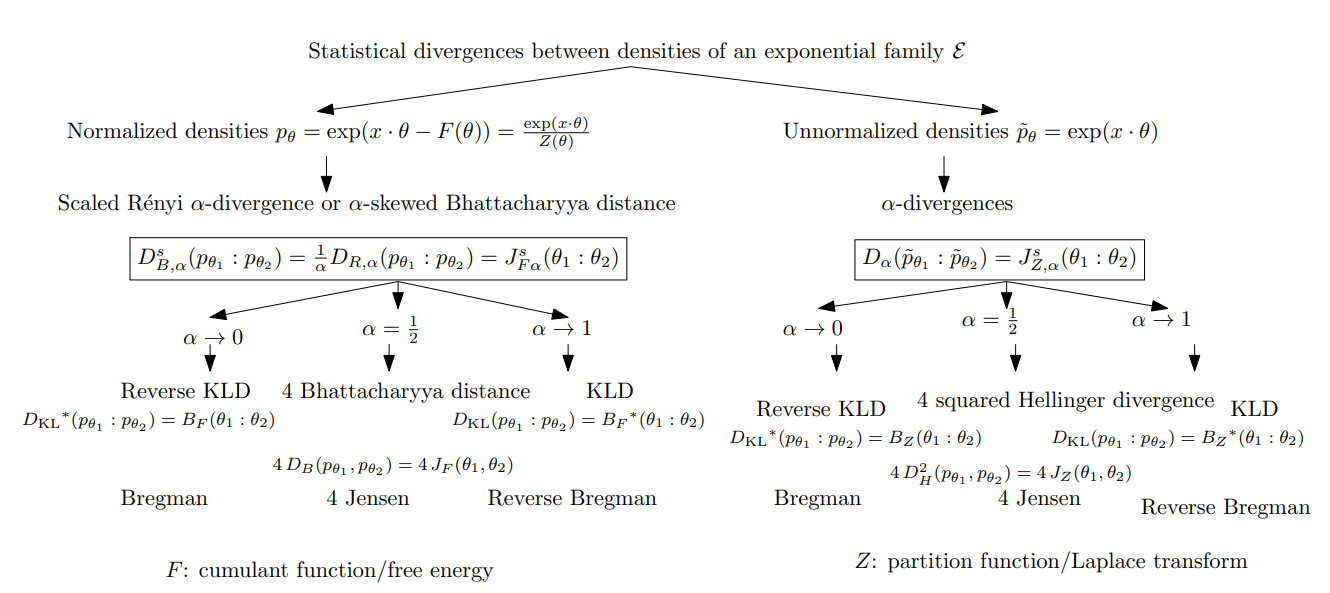 Statistical divergences between densities of an exponential family ℰ
Normalized densities p_θ = exp(x · θ − F(θ)) = exp(x·θ)/Z(θ)
Scaled Rényi α-divergence or α-skewed Bhattacharyya distance
D^s_{B,α}(p_{θ₁} : p_{θ₂}) = 1/α D_{R,α}(p_{θ₁} : p_{θ₂}) = J^s_{Fα}(θ₁ : θ₂)
α → 0
α = 1/2
α → 1
Reverse KLD
4 Bhattacharyya distance
KLD
D_KL*(p_{θ₁} : p_{θ₂}) = B_F(θ₁ : θ₂)
D_KL(p_{θ₁} : p_{θ₂}) = B_F*(θ₁ : θ₂)
4 D_B(p_{θ₁}, p_{θ₂}) = 4 J_F(θ₁, θ₂)
Bregman
4 Jensen
Reverse Bregman
F: cumulant function/free energy
Unnormalized densities p̃_θ = exp(x · θ)
α-divergences
D_α(p̃_{θ₁} : p̃_{θ₂}) = J^s_{Z,α}(θ₁ : θ₂)
α → 0
α = 1/2
α → 1
Reverse KLD
4 squared Hellinger divergence
KLD
D_KL*(p_{θ₁} : p_{θ₂}) = B_Z(θ₁ : θ₂)
D_KL(p_{θ₁} : p_{θ₂}) = B_Z*(θ₁ : θ₂)
4 D²_H(p_{θ₁}, p_{θ₂}) = 4 J_Z(θ₁, θ₂)
Bregman
4 Jensen
Reverse Bregman
Z: partition function/Laplace transform